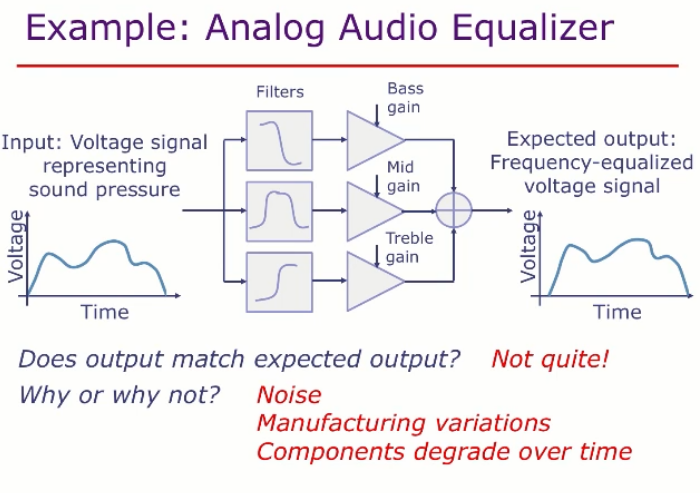 Example: Analog Audio Equalizer
Filters
Bass
gain
Input: Voltage signal
representing
sound pressure
Mid
gain
Expected output:
Frequency-equalized
voltage signal
Treble
gain
Voltage
Time
Voltage
Time
Does output match expected output? Not quite!
Why or why not? Noise
Manufacturing variations
Components degrade over time